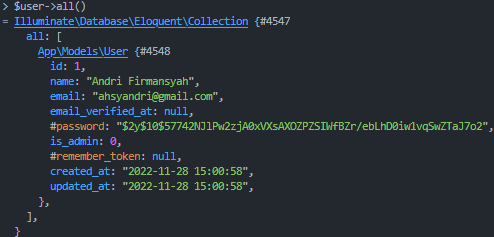 > $user->all()
= Illuminate\Database\Eloquent\Collection {#4547
all: [
App\Models\User {#4548
id: 1,
name: "Andri Firmansyah",
email: "ahsyandri@gmail.com",
email_verified_at: null,
#password: "$2y$10$57742NJlPw2zjA0xVXsAXOZPZSIWfBZr/ebLhD0iw1vqSwZTaJ7o2",
is_admin: 0,
#remember_token: null,
created_at: "2022-11-28 15:00:58",
updated_at: "2022-11-28 15:00:58",
},
],
}